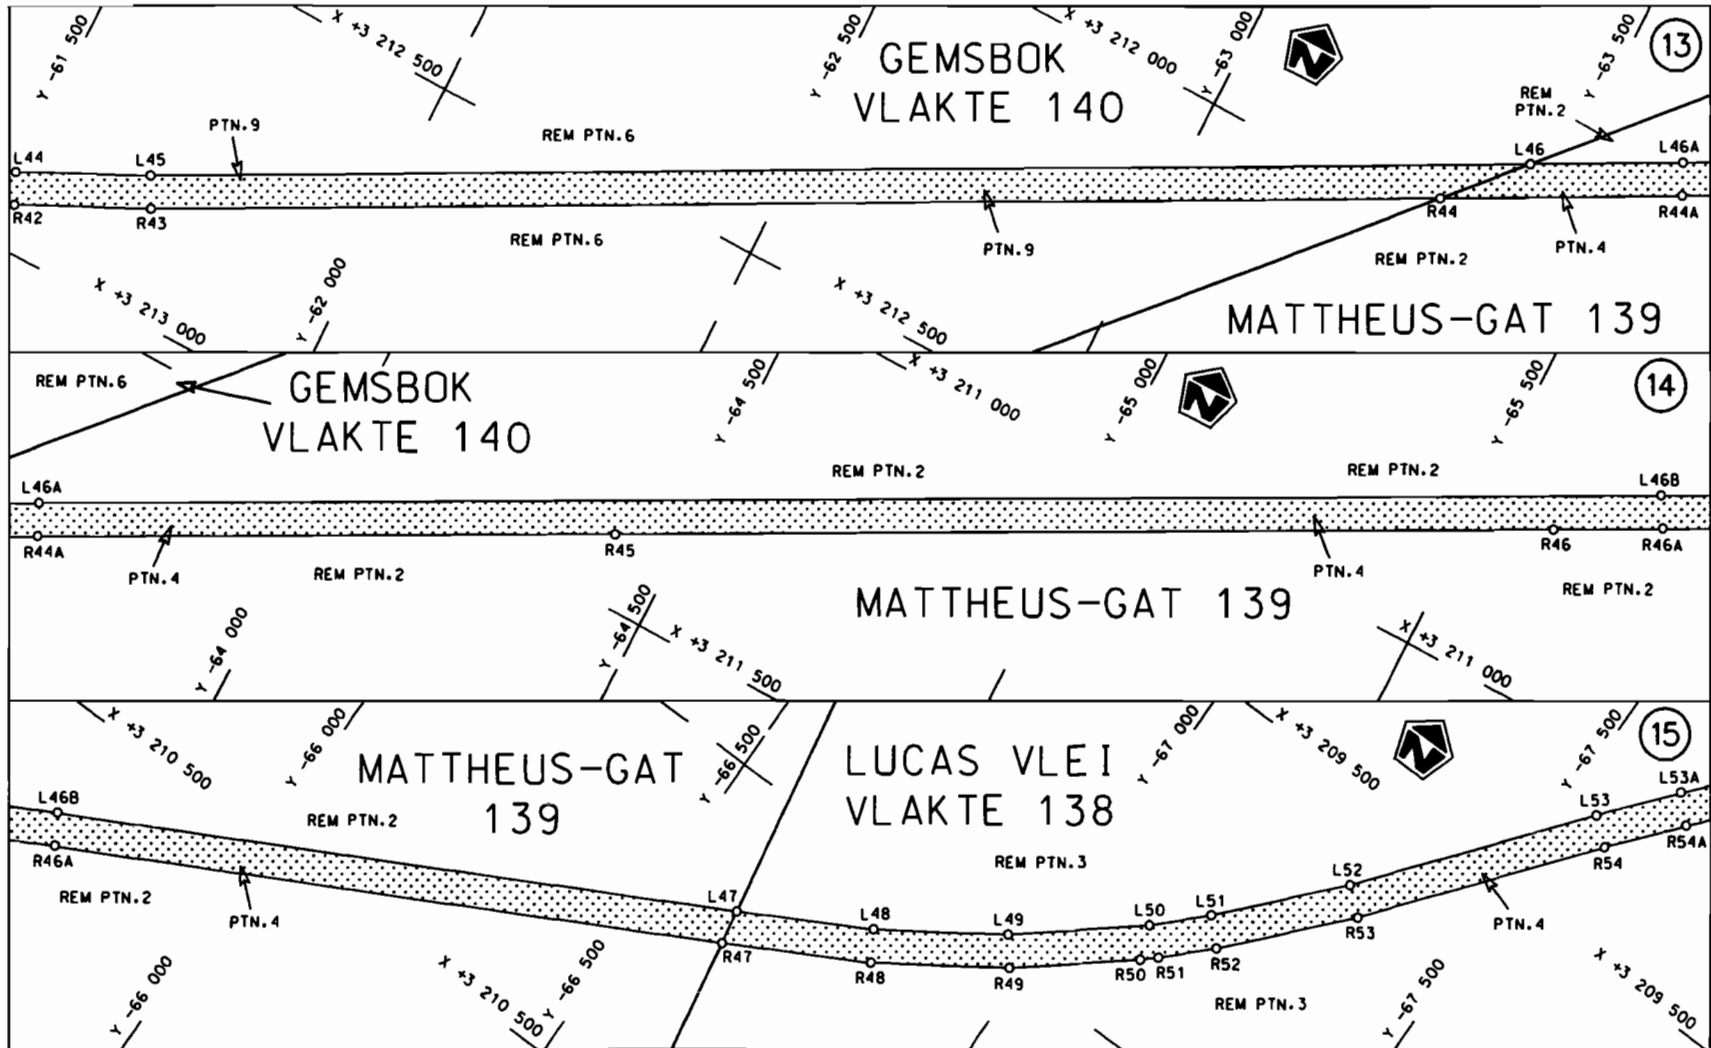 Y -61 500
X +3 212 500
Y -62 500
X +3 212 000
Y -63 000
Y -63 500
13
GEMSBOK
VLAKTE 140
REM
PTN.2
PTN.9
REM PTN.6
L44
L45
L46
L46A
R42
R43
R44
R44A
REM PTN.6
PTN.9
REM PTN.2
PTN.4
X +3 213 000
Y -62 000
X +3 212 500
MATTHEUS-GAT 139
REM PTN.6
GEMSBOK
VLAKTE 140
Y -64 500
X +3 211 000
Y -65 000
Y -65 500
14
REM PTN.2
REM PTN.2
L46A
L46B
R44A
R45
R46
R46A
PTN.4
REM PTN.2
PTN.4
REM PTN.2
MATTHEUS-GAT 139
Y -64 000
Y -64 500
X +3 211 500
X +3 211 000
X +3 210 500
Y -66 000
MATTHEUS-GAT
139
Y -66 500
LUCAS VLEI
VLAKTE 138
Y -67 000
X +3 209 500
Y -67 500
15
L46B
REM PTN.2
L53A
L53
R46A
REM PTN.3
R54A
R54
REM PTN.2
PTN.4
L47
L48
L49
L50
L51
L52
R47
R48
R49
R50
R51
R52
R53
PTN.4
Y -66 000
X +3 210 500
Y -66 500
REM PTN.3
Y -67 500
X +3 209 500